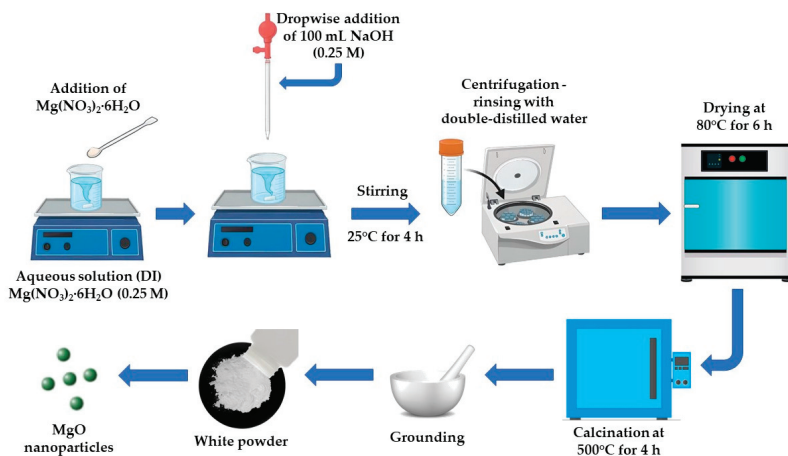 Dropwise addition
of 100 mL NaOH
(0.25 M)
Addition of
Mg(NO₃)₂·6H₂O
Aqueous solution (DI)
Mg(NO₃)₂·6H₂O (0.25 M)
Stirring
25°C for 4 h
Centrifugation -
rinsing with
double-distilled water
Drying at
80°C for 6 h
Calcination at
500°C for 4 h
Grounding
White powder
MgO
nanoparticles